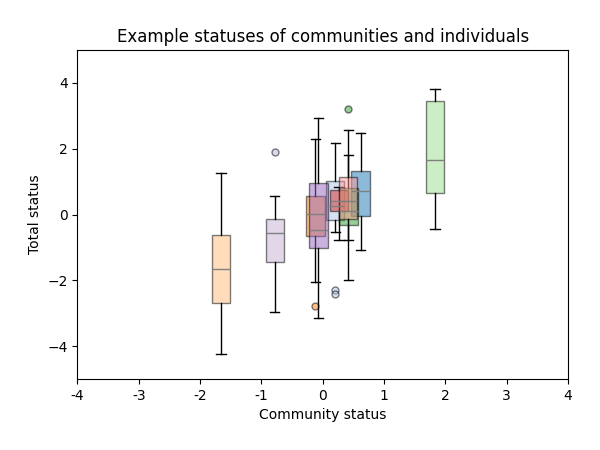 Example statuses of communities and individuals
4
2
0
−2
−4
Total status
-4 -3 -2 -1 0 1 2 3 4
Community status